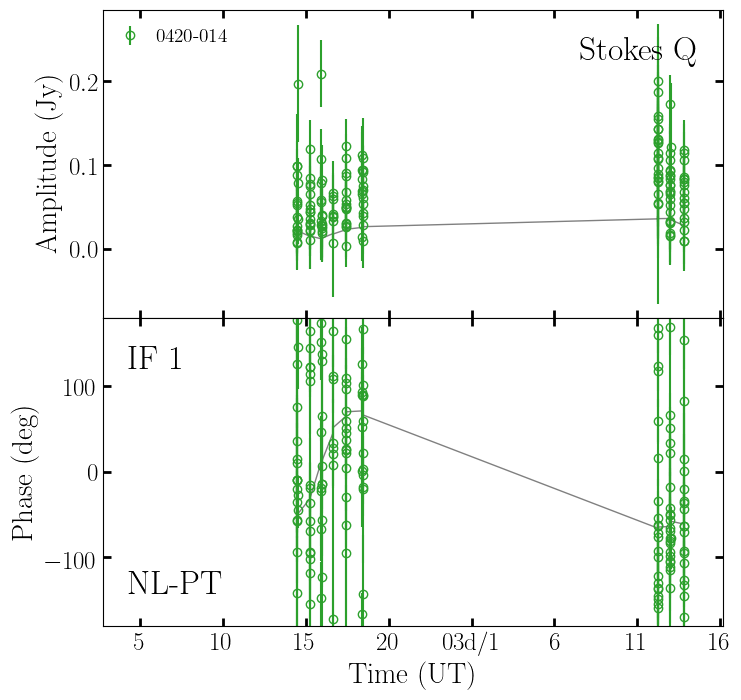 0420-014
Stokes Q
0.2
0.1
0.0
Amplitude (Jy)
IF 1
100
0
−100
Phase (deg)
NL-PT
5 10 15 20 03d/1 6 11 16
Time (UT)